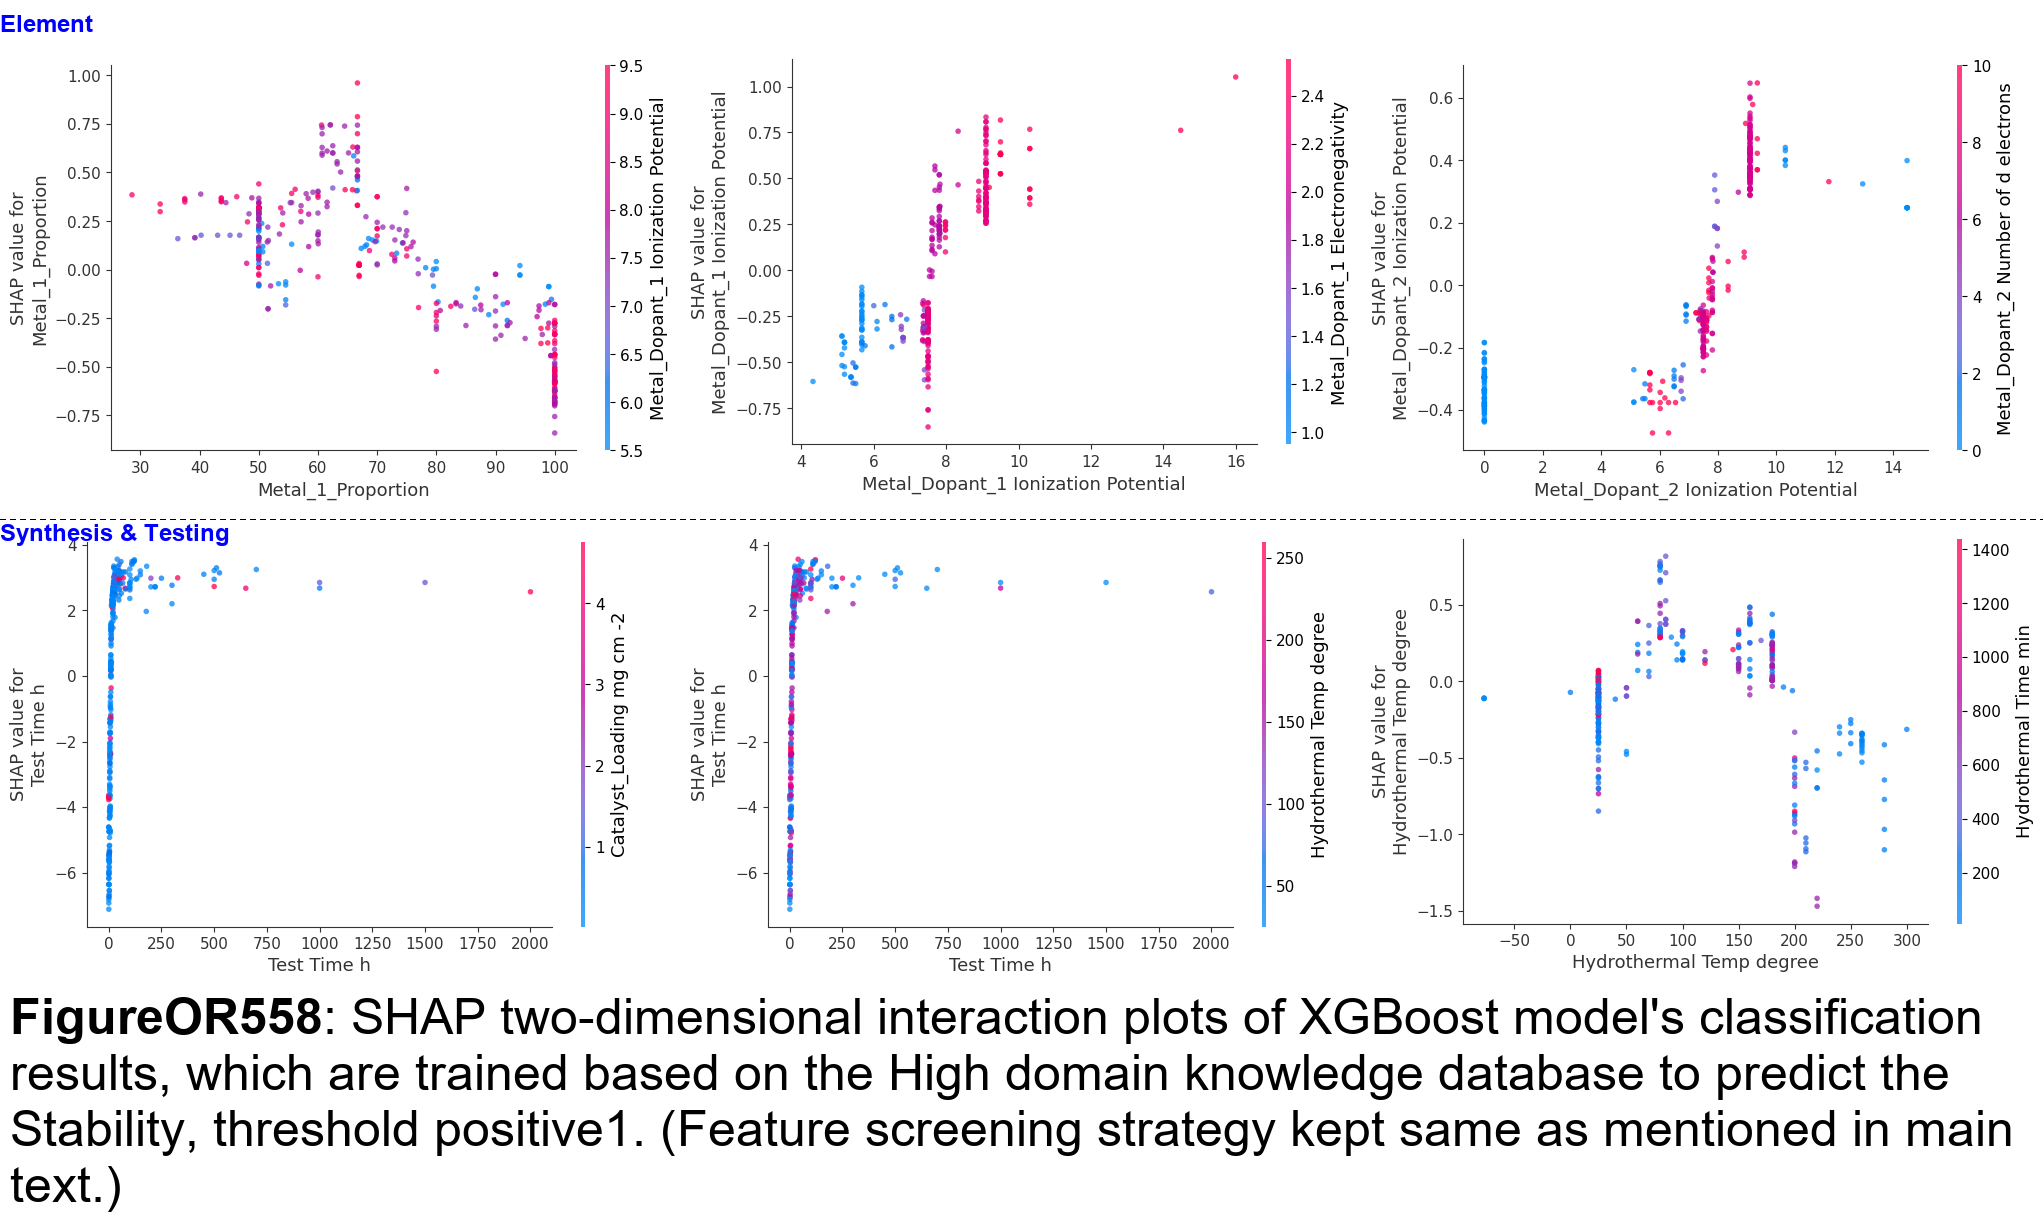 Element
1.00
0.75
0.50
0.25
0.00
−0.25
−0.50
−0.75
30 40 50 60 70 80 90 100
SHAP value for
Metal_1_Proportion
Metal_1_Proportion
9.5
9.0
8.5
8.0
7.5
7.0
6.5
6.0
5.5
Metal_Dopant_1 Ionization Potential
1.00
0.75
0.50
0.25
0.00
−0.25
−0.50
−0.75
4 6 8 10 12 14 16
SHAP value for
Metal_Dopant_1 Ionization Potential
Metal_Dopant_1 Ionization Potential
2.4
2.2
2.0
1.8
1.6
1.4
1.2
1.0
Metal_Dopant_1 Electronegativity
0.6
0.4
0.2
0.0
−0.2
−0.4
0 2 4 6 8 10 12 14
SHAP value for
Metal_Dopant_2 Ionization Potential
Metal_Dopant_2 Ionization Potential
10
8
6
4
2
0
Metal_Dopant_2 Number of d electrons
Synthesis & Testing
4
2
0
−2
−4
−6
0 250 500 750 1000 1250 1500 1750 2000
SHAP value for
Test Time h
Test Time h
4
3
2
1
Catalyst_Loading mg cm -2
4
2
0
−2
−4
−6
0 250 500 750 1000 1250 1500 1750 2000
SHAP value for
Test Time h
Test Time h
250
200
150
100
50
Hydrothermal Temp degree
0.5
0.0
−0.5
−1.0
−1.5
−50 0 50 100 150 200 250 300
SHAP value for
Hydrothermal Temp degree
Hydrothermal Temp degree
1400
1200
1000
800
600
400
200
Hydrothermal Time min
FigureOR558: SHAP two-dimensional interaction plots of XGBoost model's classification
results, which are trained based on the High domain knowledge database to predict the
Stability, threshold positive1. (Feature screening strategy kept same as mentioned in main
text.)